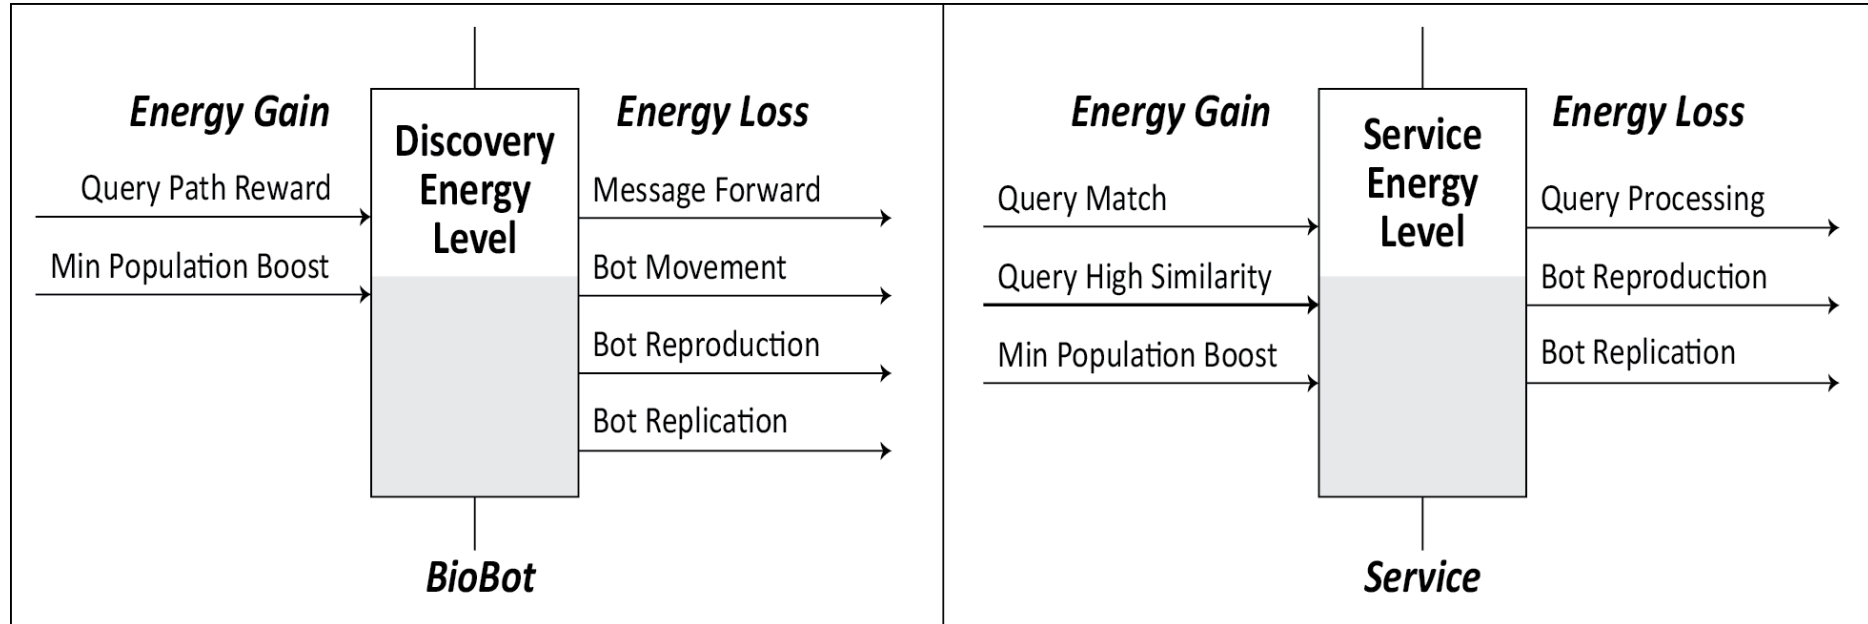 Energy Gain
Query Path Reward
Min Population Boost
Discovery
Energy
Level
Energy Loss
Message Forward
Bot Movement
Bot Reproduction
Bot Replication
BioBot
Energy Gain
Query Match
Query High Similarity
Min Population Boost
Service
Energy
Level
Energy Loss
Query Processing
Bot Reproduction
Bot Replication
Service